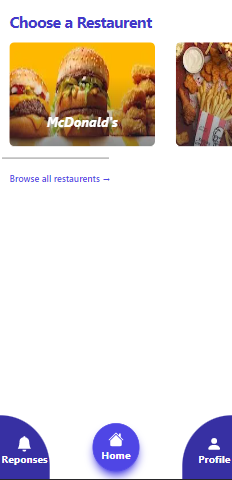 Choose a Restaurent
McDonald's
Browse all restaurents →
Reponses
Home
Profile